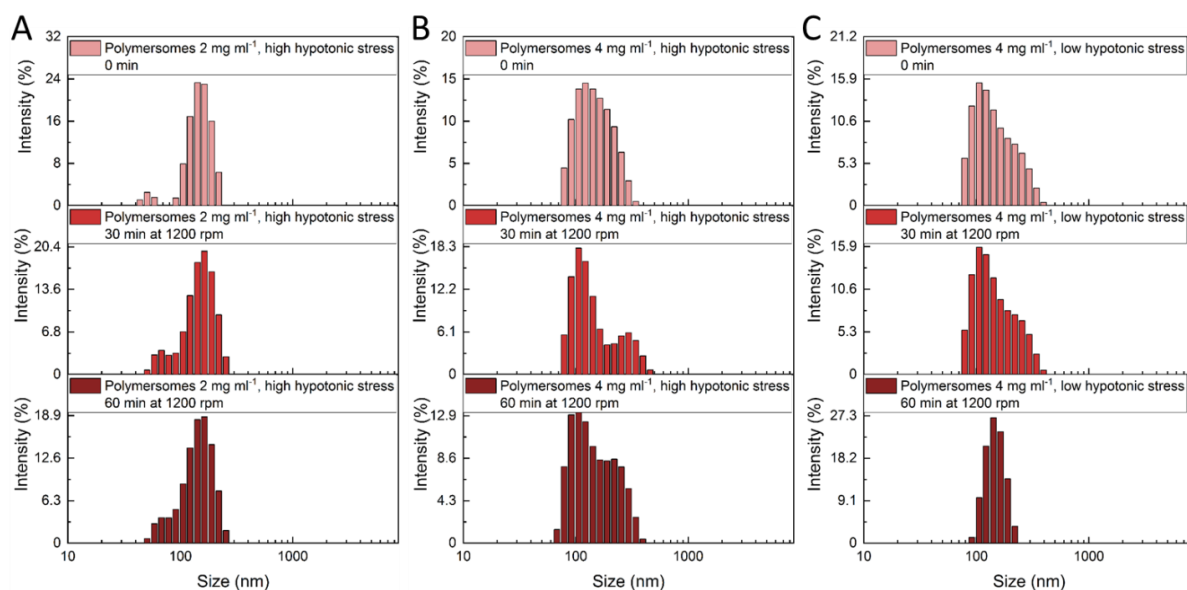 A
Polymersomes 2 mg ml⁻¹, high hypotonic stress
0 min
Intensity (%)
32
24
16
8
0
Polymersomes 2 mg ml⁻¹, high hypotonic stress
30 min at 1200 rpm
Intensity (%)
20.4
13.6
6.8
0.0
Polymersomes 2 mg ml⁻¹, high hypotonic stress
60 min at 1200 rpm
Intensity (%)
18.9
12.6
6.3
0.0
10 100 1000
Size (nm)
B
Polymersomes 4 mg ml⁻¹, high hypotonic stress
0 min
Intensity (%)
20
15
10
5
0
Polymersomes 4 mg ml⁻¹, high hypotonic stress
30 min at 1200 rpm
Intensity (%)
18.3
12.2
6.1
0.0
Polymersomes 4 mg ml⁻¹, high hypotonic stress
60 min at 1200 rpm
Intensity (%)
12.9
8.6
4.3
0.0
10 100 1000
Size (nm)
C
Polymersomes 4 mg ml⁻¹, low hypotonic stress
0 min
Intensity (%)
21.2
15.9
10.6
5.3
0.0
Polymersomes 4 mg ml⁻¹, low hypotonic stress
30 min at 1200 rpm
Intensity (%)
15.9
10.6
5.3
0.0
Polymersomes 4 mg ml⁻¹, low hypotonic stress
60 min at 1200 rpm
Intensity (%)
27.3
18.2
9.1
0.0
10 100 1000
Size (nm)